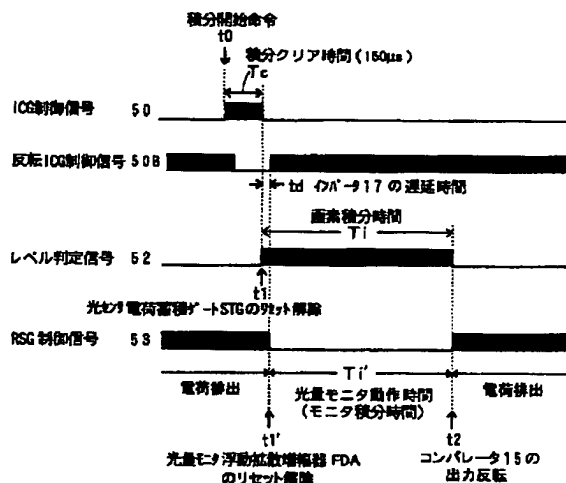 積分開始命令
t0
積分クリア時間(150μs)
Tc
ICG制御信号 50
反転ICG制御信号 50B
td インバータ17の遅延時間
画素積分時間
Ti
レベル判定信号 52
t1
光センサ電荷蓄積ゲートSTGのリセット解除
RSG制御信号 53
電荷排出
Ti'
電荷排出
光量モニタ動作時間
(モニタ積分時間)
t1'
t2
光量モニタ浮動拡散増幅器FDA
のリセット解除
コンパレータ15の
出力反転